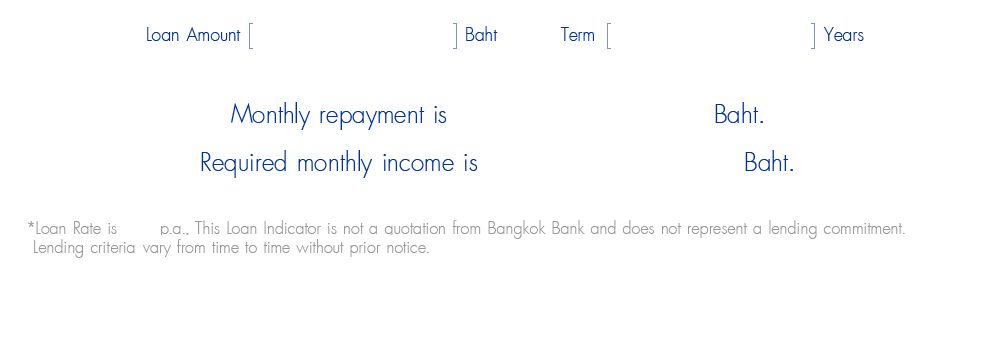 Loan Amount [ ] Baht Term [ ] Years
Monthly repayment is Baht.
Required monthly income is Baht.
*Loan Rate is p.a., This Loan Indicator is not a quotation from Bangkok Bank and does not represent a lending commitment.
Lending criteria vary from time to time without prior notice.